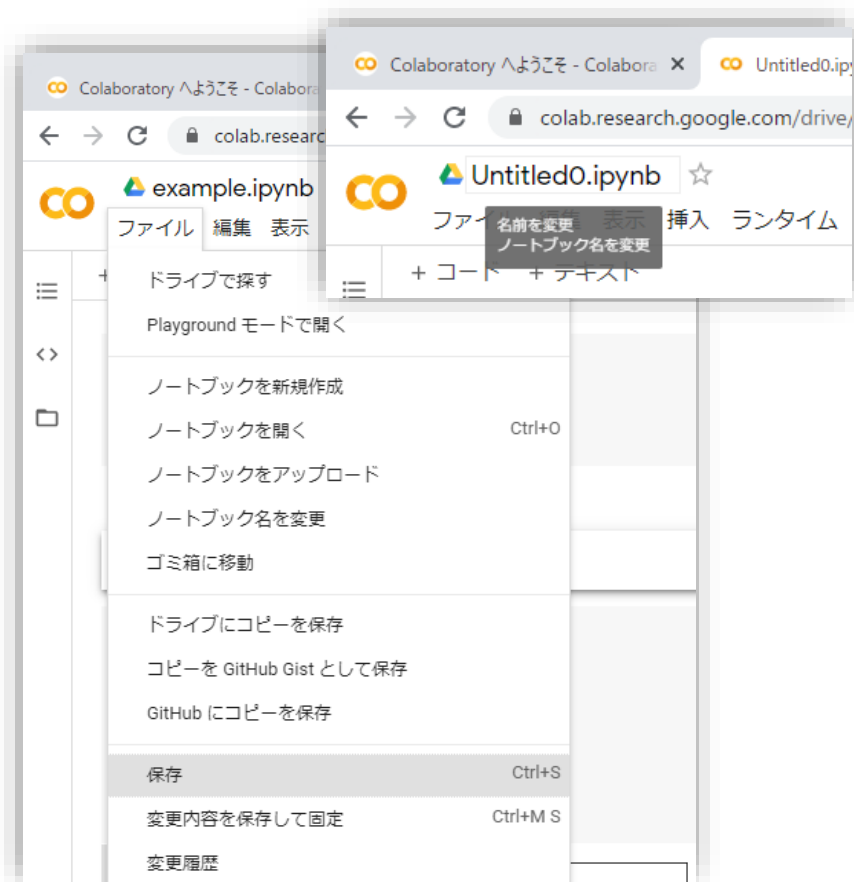 Colaboratory へようこそ - Colabora
colab.researc
example.ipynb
ファイル 編集 表示
ドライブで探す
Playground モードで開く
ノートブックを新規作成
ノートブックを開く Ctrl+O
ノートブックをアップロード
ノートブック名を変更
ゴミ箱に移動
ドライブにコピーを保存
コピーを GitHub Gist として保存
GitHub にコピーを保存
保存 Ctrl+S
変更内容を保存して固定 Ctrl+M S
変更履歴
Colaboratory へようこそ - Colabora Untitled0.ipy
colab.research.google.com/drive/
Untitled0.ipynb
ファイル 編集 表示 挿入 ランタイム
名前を変更
ノートブック名を変更
+ コード + テキスト